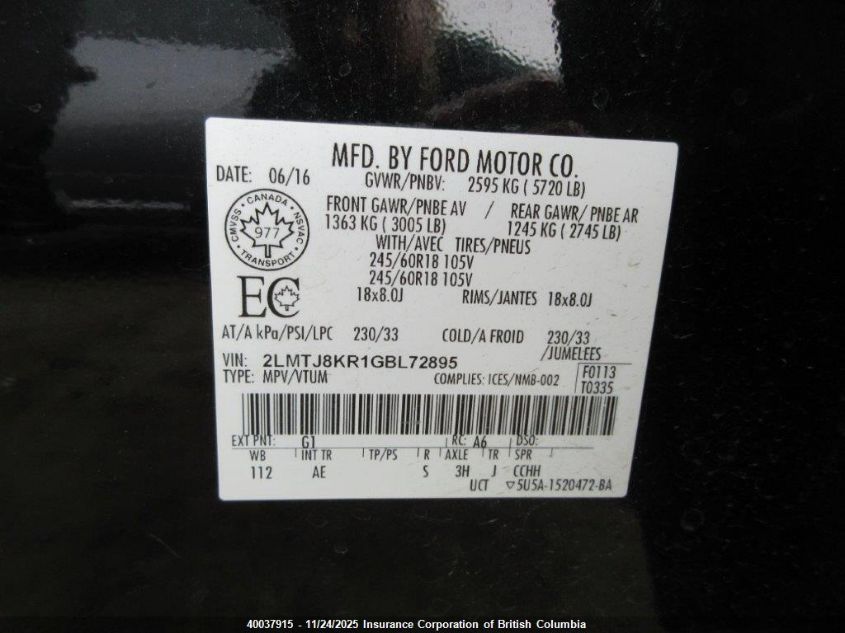 MFD. BY FORD MOTOR CO.
DATE: 06/16
GVWR/PNBV: 2595 KG ( 5720 LB)
FRONT GAWR/PNBE AV / REAR GAWR/ PNBE AR
1363 KG ( 3005 LB) 1245 KG ( 2745 LB)
WITH/AVEC TIRES/PNEUS
245/60R18 105V
245/60R18 105V
18x8.0J RIMS/JANTES 18x8.0J
CANADA
CMVSS 977 NSVAC
TRANSPORT
EC
AT/A kPa/PSI/LPC 230/33 COLD/A FROID 230/33
/JUMELEES
VIN: 2LMTJ8KR1GBL72895
TYPE: MPV/VTUM COMPLIES: ICES/NMB-002
F0113
T0335
EXT PNT: G1 RC: A6 DSO:
WB INT TR TP/PS R AXLE TR SPR
112 AE S 3H J CCHH
UCT ▽5U5A-1520472-BA
40037915 - 11/24/2025 Insurance Corporation of British Columbia